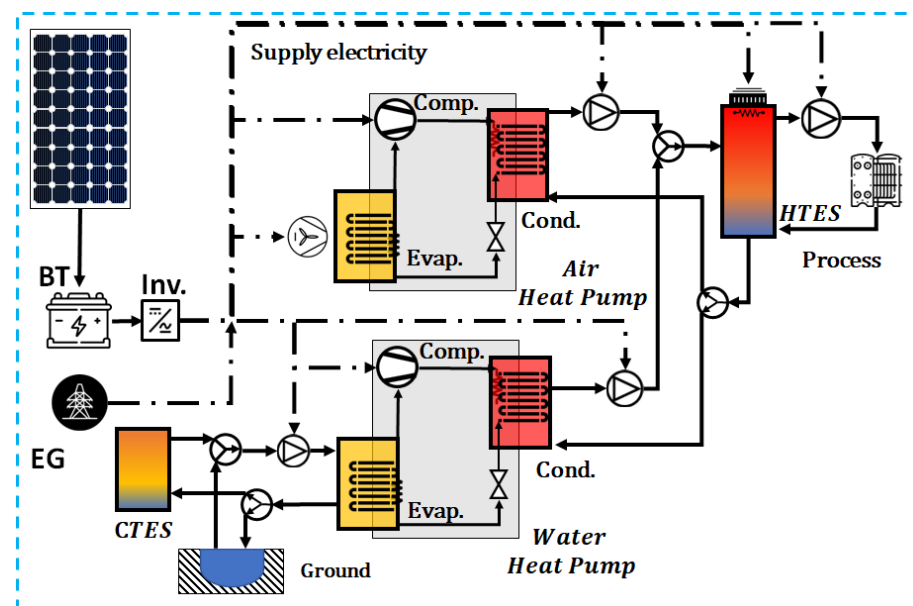 Supply electricity
Comp.
HTES
Cond.
Evap.
Process
Air
Heat Pump
BT
Inv.
Comp.
EG
Cond.
CTES
Evap.
Water
Heat Pump
Ground